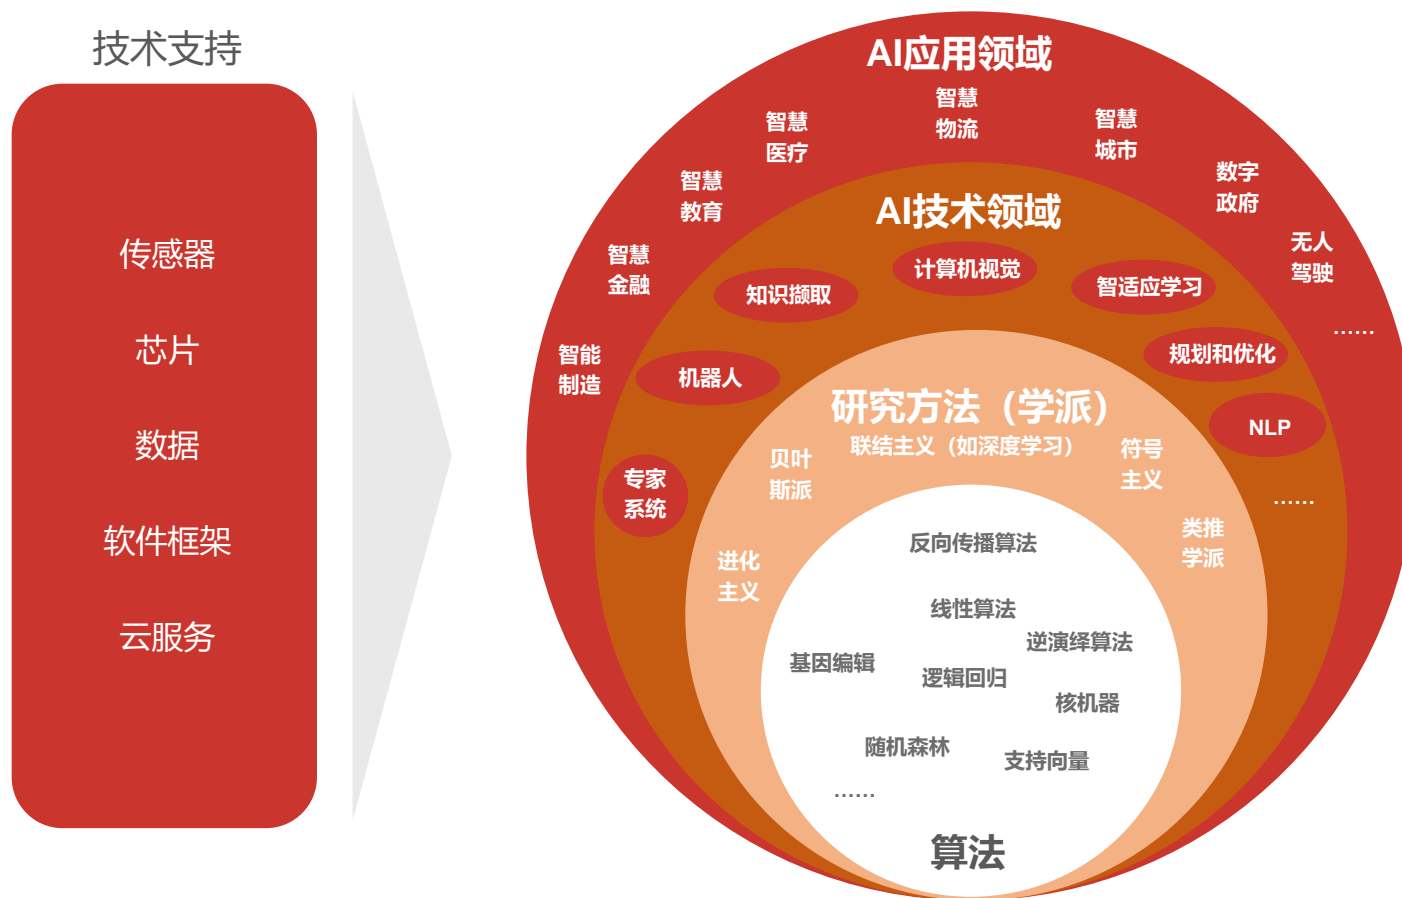 技术支持
传感器
芯片
数据
软件框架
云服务
AI应用领域
智慧
物流
智慧
医疗
智慧
城市
智慧
教育
数字
政府
智慧
金融
无人
驾驶
智能
制造
......
AI技术领域
计算机视觉
知识撷取
智适应学习
机器人
规划和优化
NLP
专家
系统
......
研究方法（学派）
联结主义（如深度学习）
贝叶
斯派
符号
主义
进化
主义
类推
学派
反向传播算法
线性算法
逆演绎算法
基因编辑
逻辑回归
核机器
随机森林
支持向量
......
算法